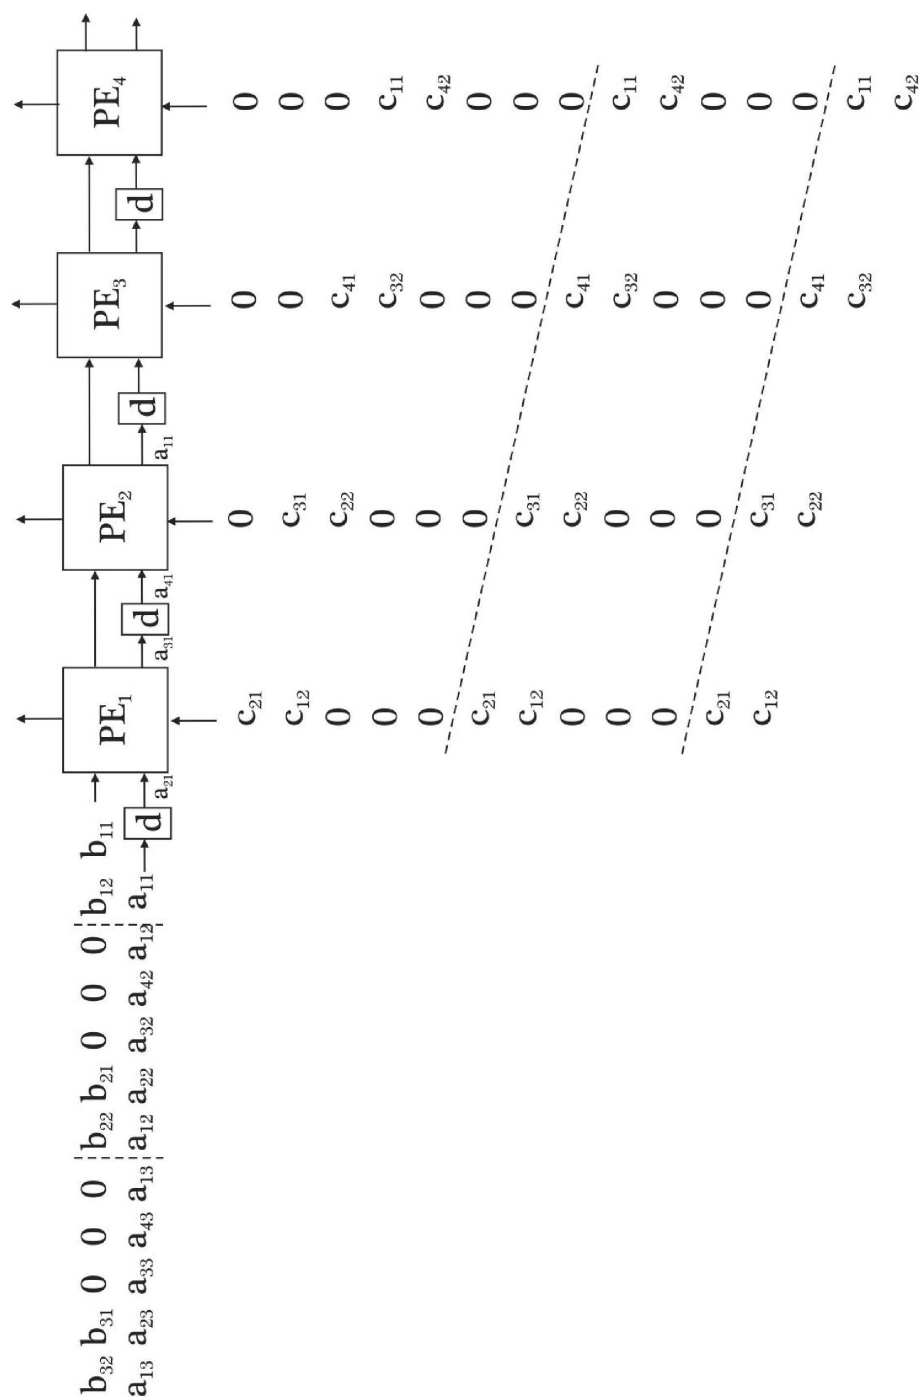 b₃₂ b₃₁ 0 0 0 b₂₂ b₂₁ 0 0 0 b₁₂ b₁₁ PE₁ PE₂ PE₃ PE₄
a₁₃ a₂₃ a₃₃ a₄₃ a₁₃ a₁₂ a₂₂ a₃₂ a₄₂ a₁₂ a₁₁ d a₂₁ a₃₁ d a₄₁ a₁₁ d d
c₂₁ 0 0 0
c₁₂ c₃₁ 0 0
0 c₂₂ c₄₁ 0
0 0 c₃₂ c₁₁
0 0 0 c₄₂
c₂₁ 0 0 0
c₁₂ c₃₁ 0 0
0 c₂₂ c₄₁ 0
0 0 c₃₂ c₁₁
0 0 0 c₄₂
c₂₁ 0 0 0
c₁₂ c₃₁ 0 0
c₂₂ c₄₁ 0
c₃₂ c₁₁
c₄₂